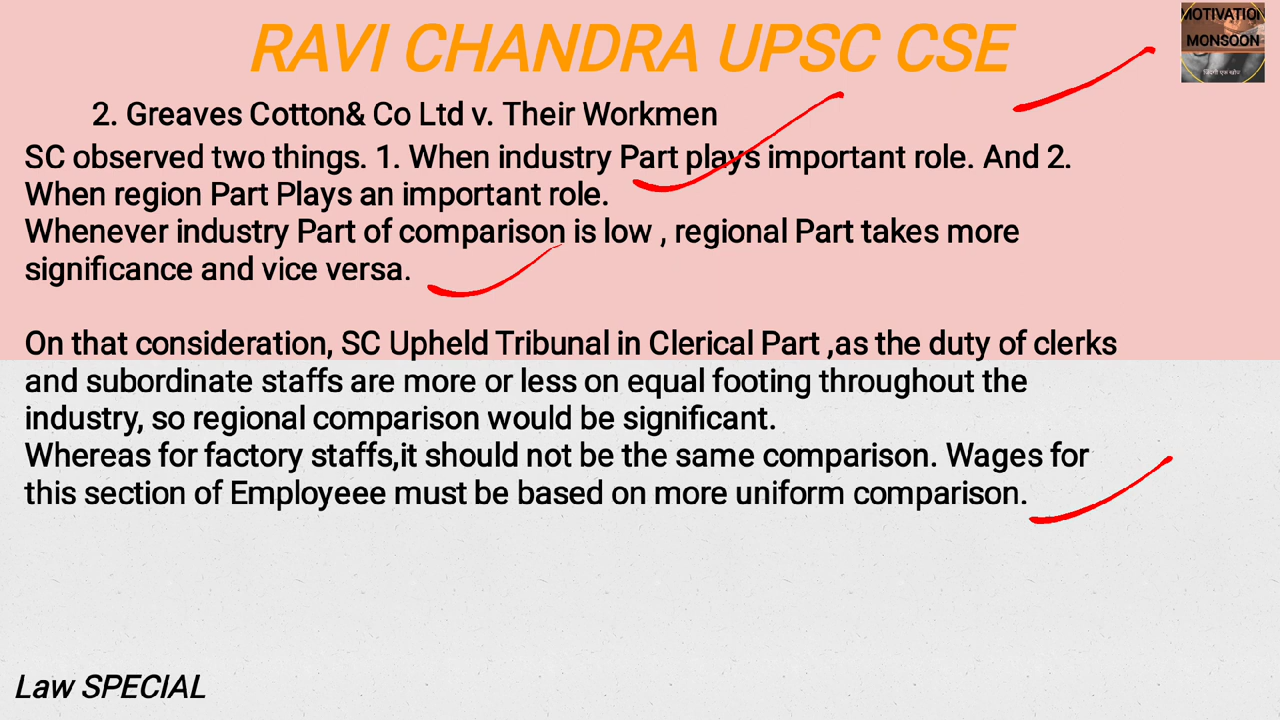 RAVI CHANDRA UPSC CSE
MOTIVATION
MONSOON
जिंदगी एक खोज
2. Greaves Cotton& Co Ltd v. Their Workmen
SC observed two things. 1. When industry Part plays important role. And 2.
When region Part Plays an important role.
Whenever industry Part of comparison is low , regional Part takes more
significance and vice versa.
On that consideration, SC Upheld Tribunal in Clerical Part ,as the duty of clerks
and subordinate staffs are more or less on equal footing throughout the
industry, so regional comparison would be significant.
Whereas for factory staffs,it should not be the same comparison. Wages for
this section of Employeee must be based on more uniform comparison.
Law SPECIAL